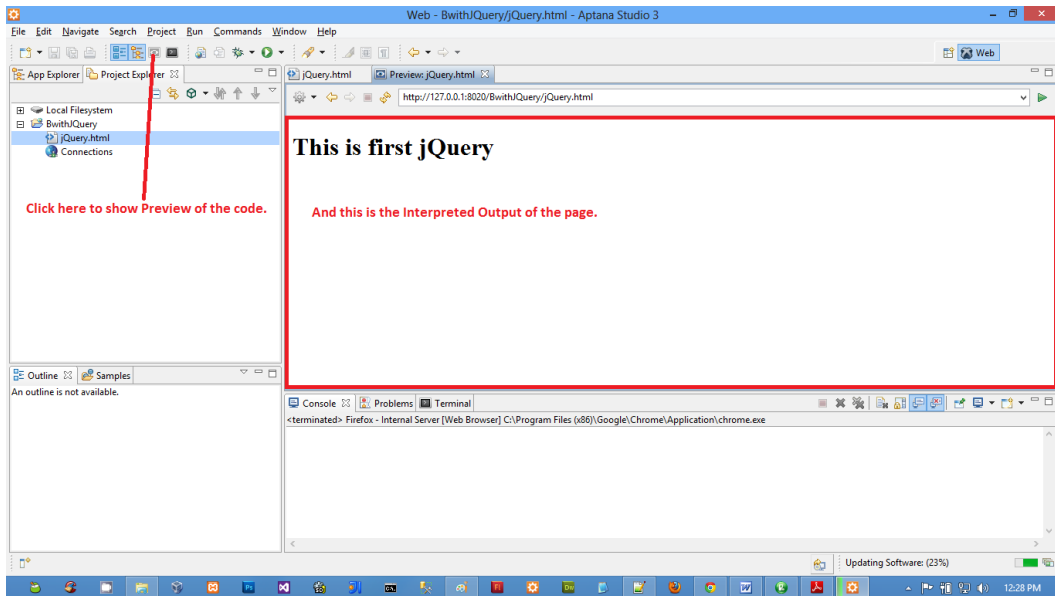 Web - BwithJQuery/jQuery.html - Aptana Studio 3
File Edit Navigate Search Project Run Commands Window Help
Web
App Explorer Project Explorer
jQuery.html Preview: jQuery.html
http://127.0.0.1:8020/BwithJQuery/jQuery.html
Local Filesystem
BwithJQuery
jQuery.html
Connections
This is first jQuery
Click here to show Preview of the code.
And this is the Interpreted Output of the page.
Outline Samples
An outline is not available.
Console Problems Terminal
<terminated> Firefox - Internal Server [Web Browser] C:\Program Files (x86)\Google\Chrome\Application\chrome.exe
Updating Software: (23%)
12:28 PM